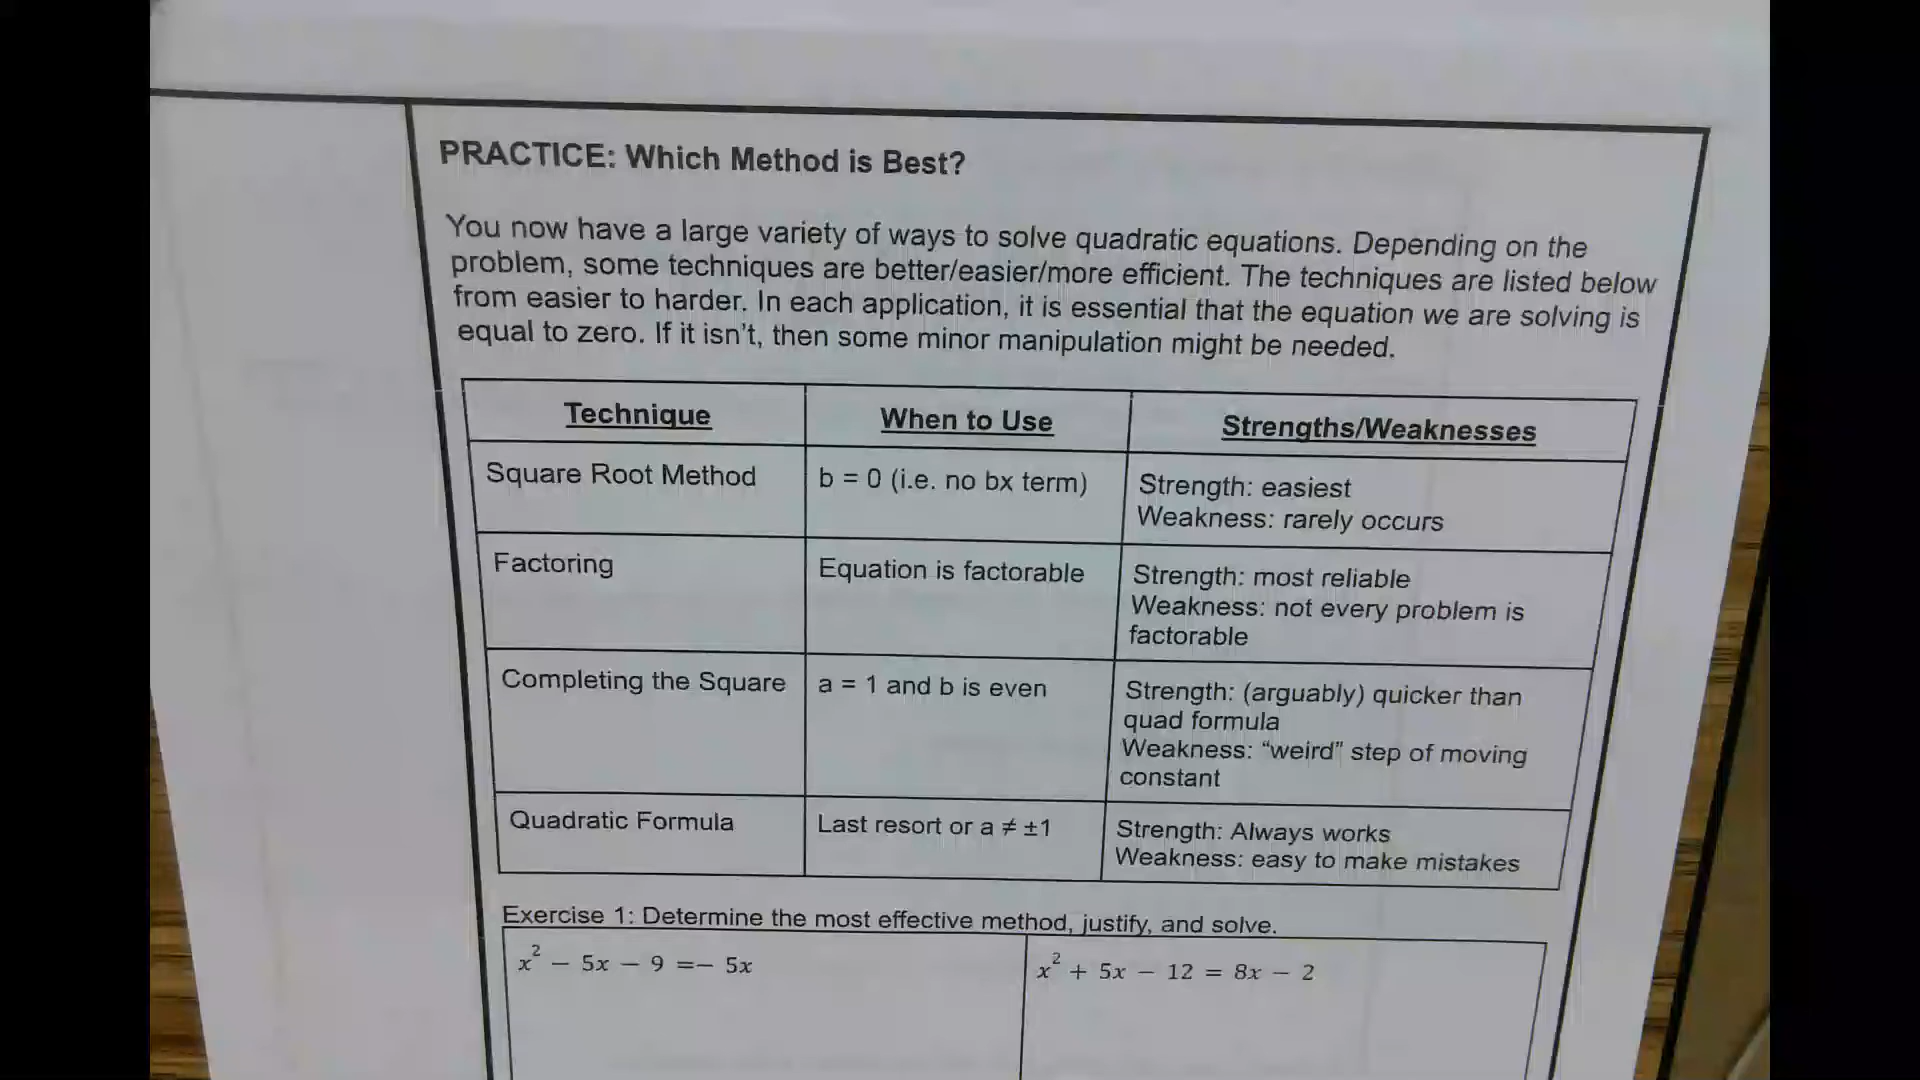 PRACTICE: Which Method is Best?
You now have a large variety of ways to solve quadratic equations. Depending on the
problem, some techniques are better/easier/more efficient. The techniques are listed below
from easier to harder. In each application, it is essential that the equation we are solving is
equal to zero. If it isn't, then some minor manipulation might be needed.
Technique
When to Use
Strengths/Weaknesses
Square Root Method
b = 0 (i.e. no bx term)
Strength: easiest
Weakness: rarely occurs
Factoring
Equation is factorable
Strength: most reliable
Weakness: not every problem is
factorable
Completing the Square
a = 1 and b is even
Strength: (arguably) quicker than
quad formula
Weakness: “weird” step of moving
constant
Quadratic Formula
Last resort or a ≠ ±1
Strength: Always works
Weakness: easy to make mistakes
Exercise 1: Determine the most effective method, justify, and solve.
x² − 5x − 9 =− 5x
x² + 5x − 12 = 8x − 2